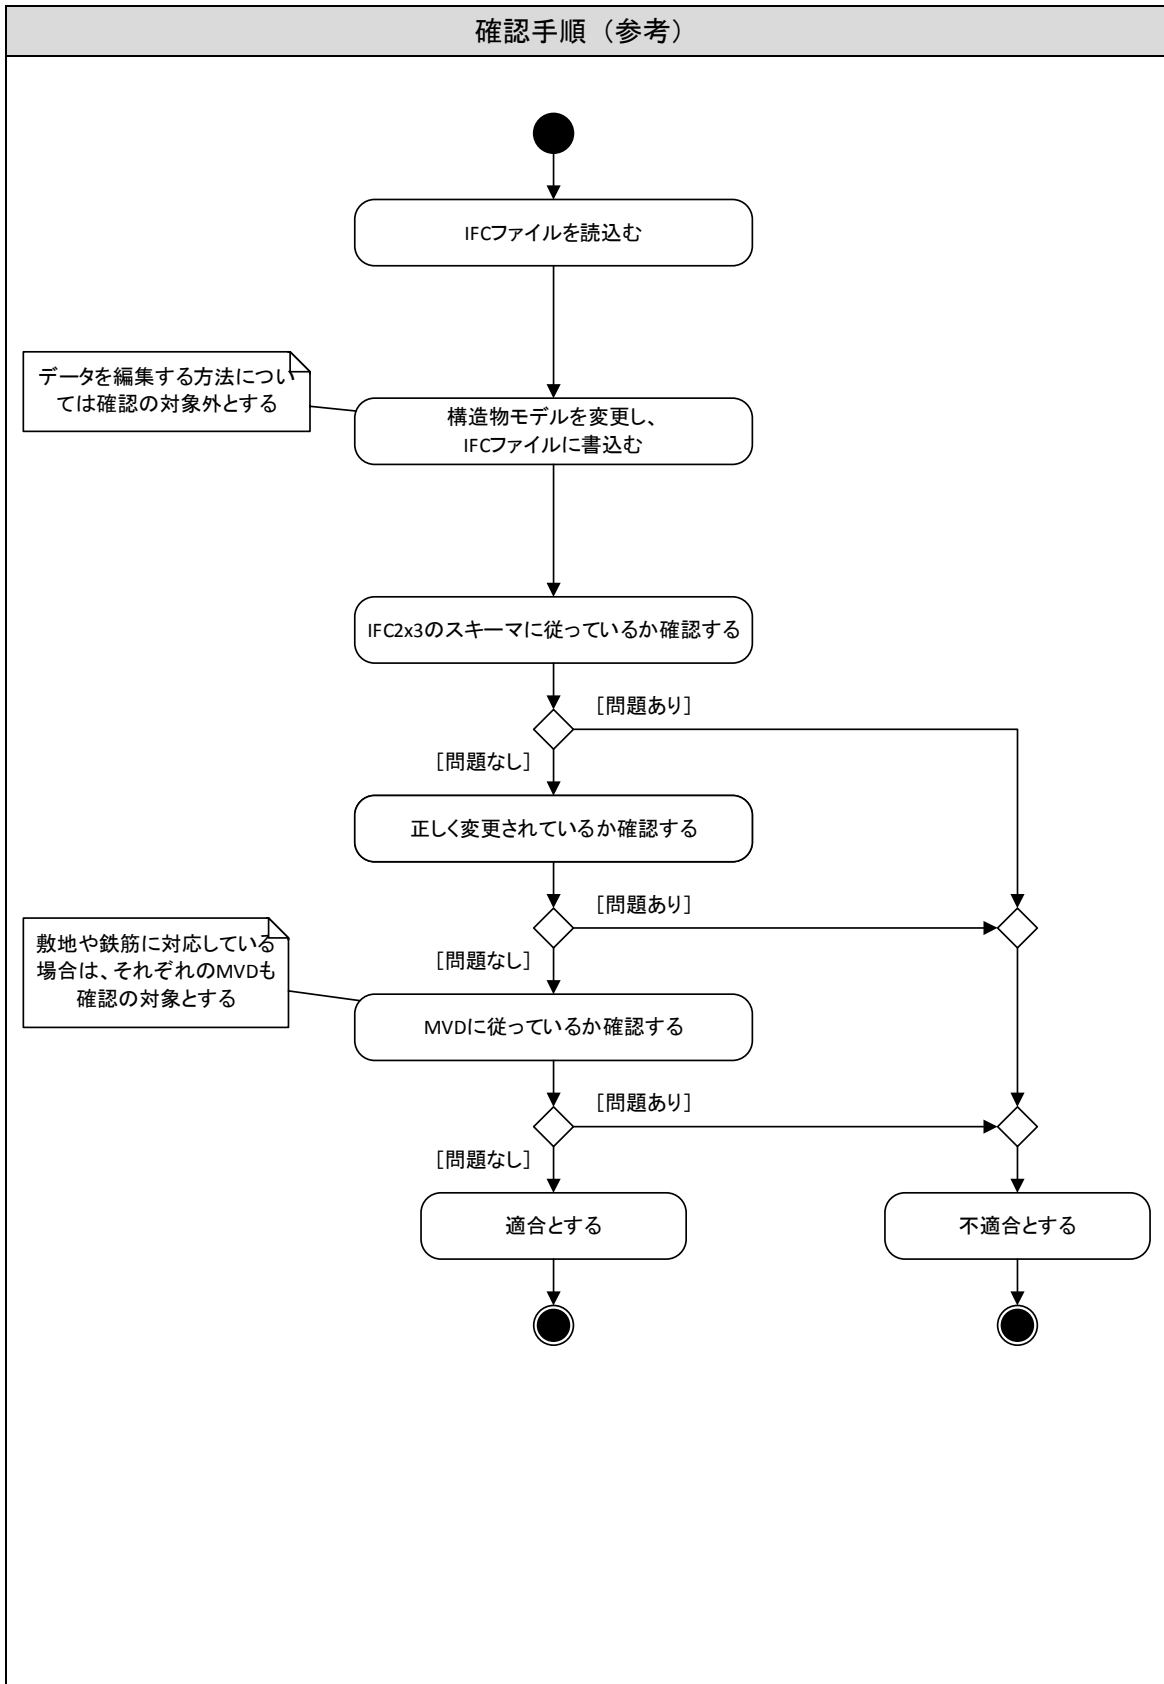 確認手順（参考）
IFCファイルを読込む
データを編集する方法につい
ては確認の対象外とする
構造物モデルを変更し、
IFCファイルに書込む
IFC2x3のスキーマに従っているか確認する
[問題あり]
[問題なし]
正しく変更されているか確認する
[問題あり]
[問題なし]
敷地や鉄筋に対応している
場合は、それぞれのMVDも
確認の対象とする
MVDに従っているか確認する
[問題あり]
[問題なし]
適合とする
不適合とする